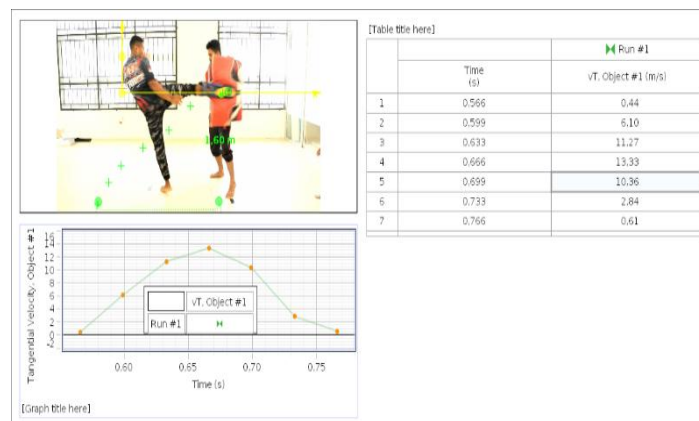 1.60 m
[Table title here]
Run #1
Time (s) vT. Object #1 (m/s)
1 0.566 0.44
2 0.599 6.10
3 0.633 11.27
4 0.666 13.33
5 0.699 10.36
6 0.733 2.84
7 0.766 0.61
Tangential Velocity. Object #1
16
14
12
10
8
6
4
2
0
-2
vT. Object #1
Run #1
0.60 0.65 0.70 0.75
Time (s)
[Graph title here]